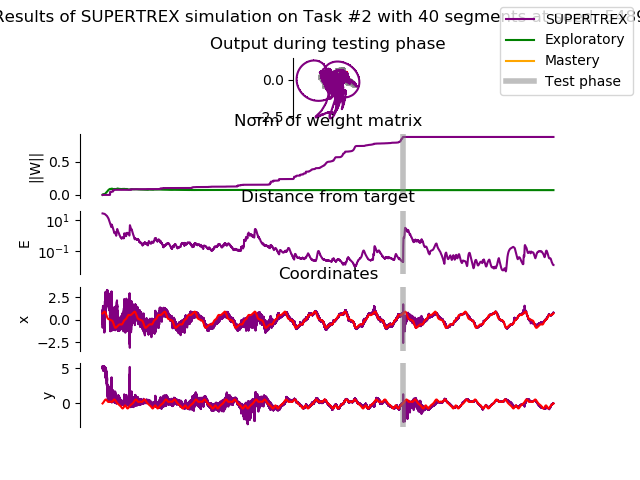 Results of SUPERTREX simulation on Task #2 with 40 segments
SUPERTREX
Exploratory
Mastery
Test phase
Output during testing phase
0.0
−2.5
Norm of weight matrix
||W||
0.5
0.0
Distance from target
E
10¹
10⁻¹
Coordinates
x
2.5
0.0
−2.5
y
5
0